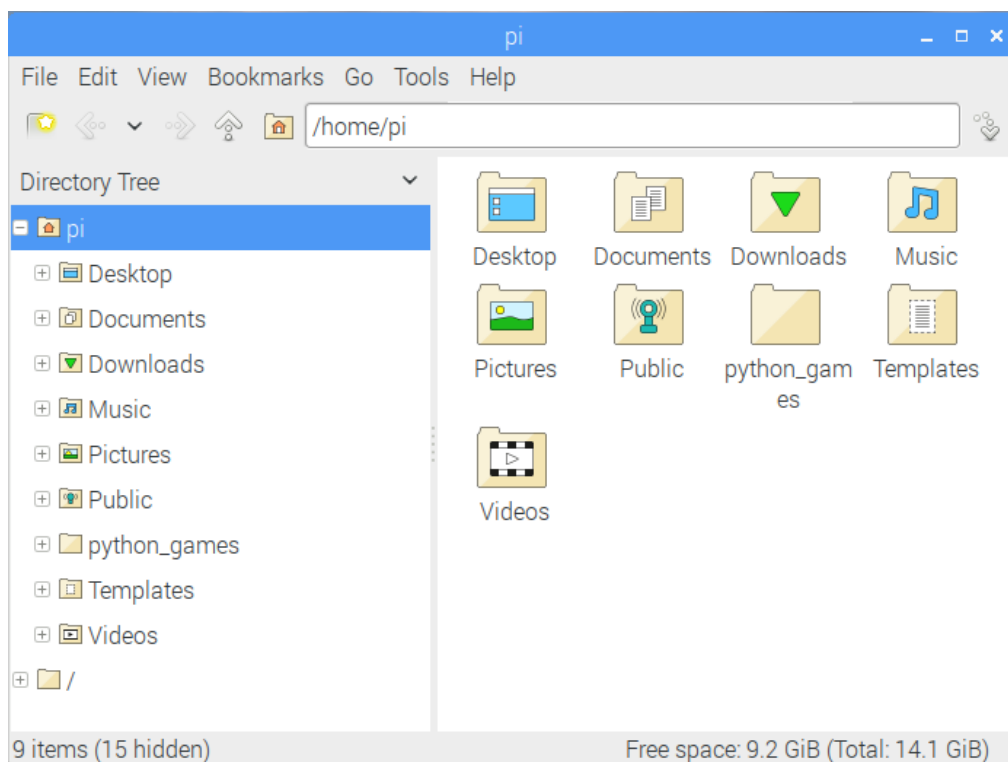 pi
File Edit View Bookmarks Go Tools Help
/home/pi
Directory Tree
pi
Desktop
Documents
Downloads
Music
Pictures
Public
python_games
Templates
Videos
/
Desktop Documents Downloads Music
Pictures Public python_gam Templates
es
Videos
9 items (15 hidden) Free space: 9.2 GiB (Total: 14.1 GiB)